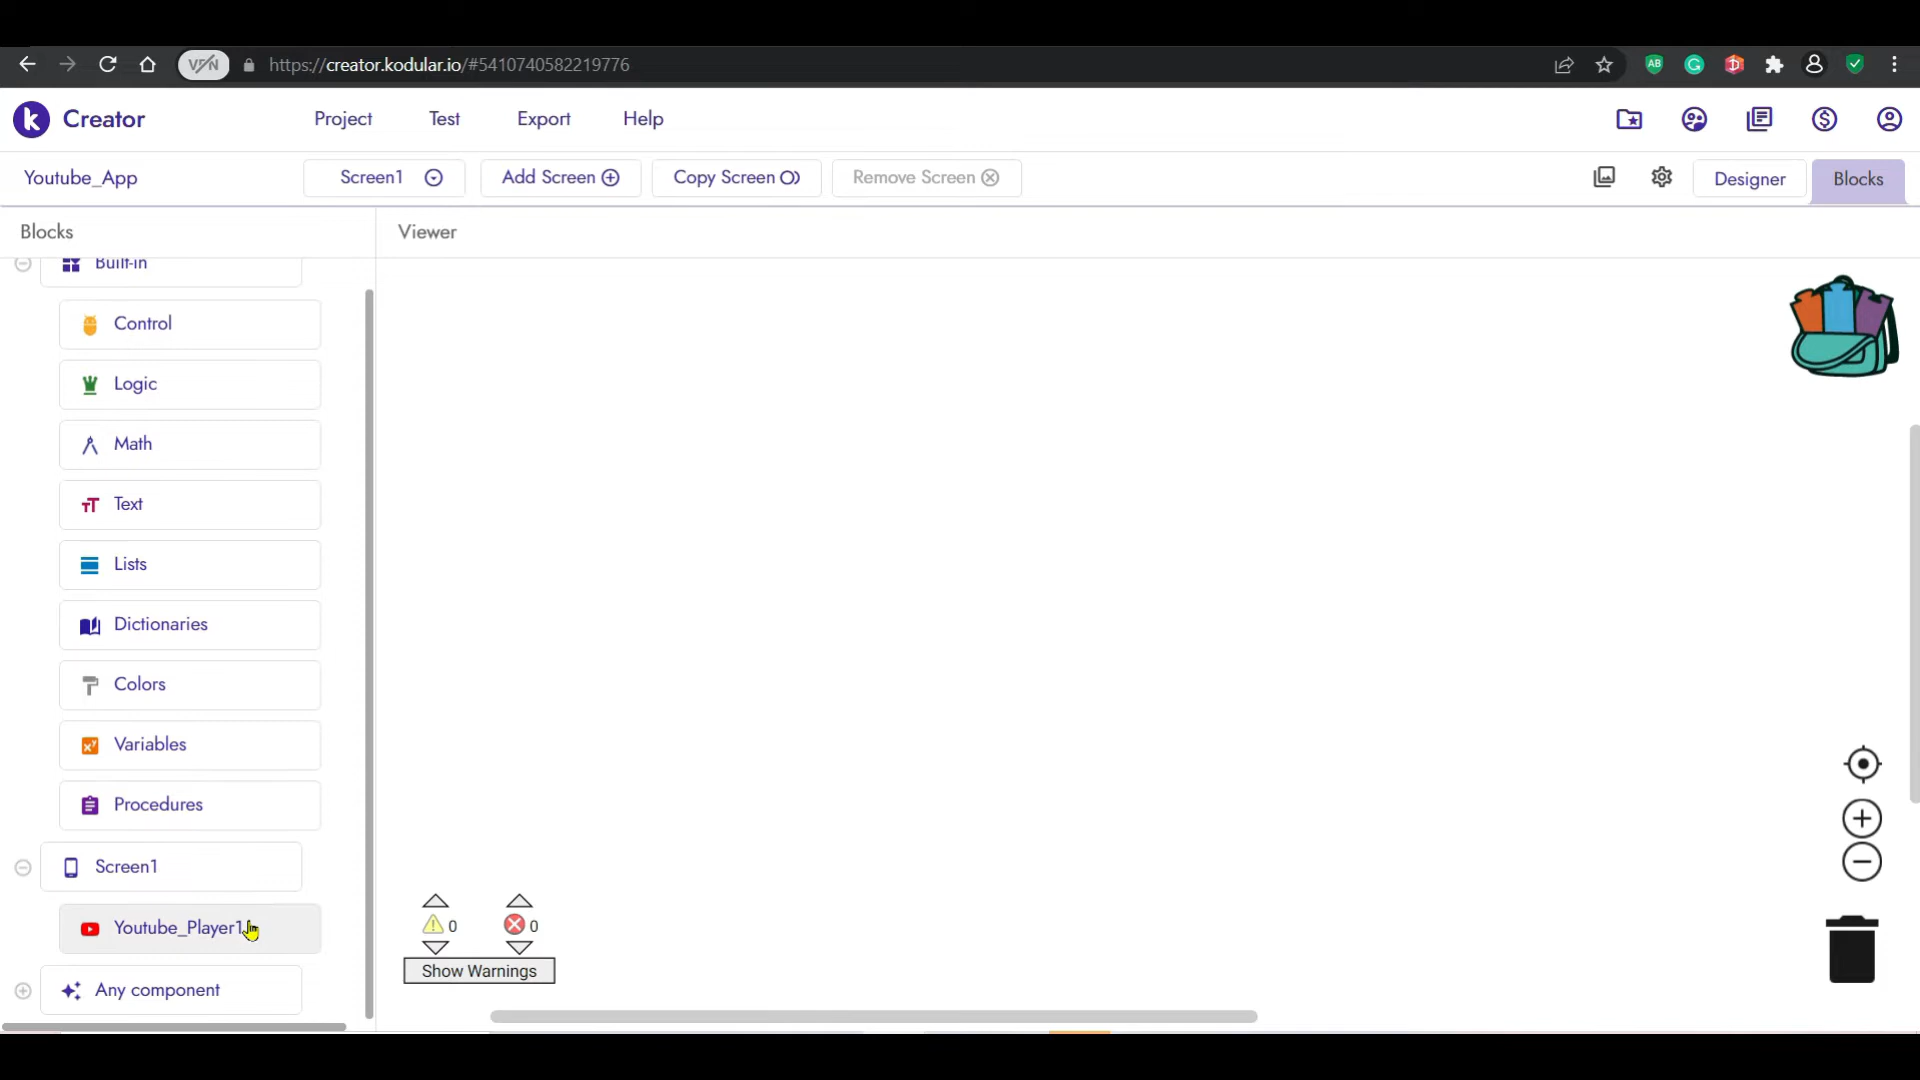 VPN https://creator.kodular.io/#5410740582219776
Creator Project Test Export Help
Youtube_App Screen1 Add Screen Copy Screen Remove Screen Designer Blocks
Blocks Viewer
Built-in
Control
Logic
Math
Text
Lists
Dictionaries
Colors
Variables
Procedures
Screen1
Youtube_Player1
0 0
Show Warnings
Any component